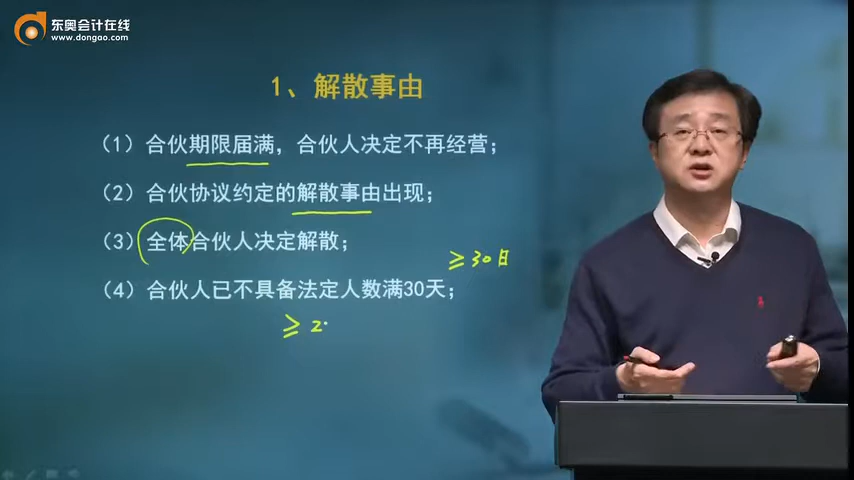 东奥会计在线
www.dongao.com
1、解散事由
（1）合伙期限届满，合伙人决定不再经营；
（2）合伙协议约定的解散事由出现；
（3）全体合伙人决定解散；
≥30日
（4）合伙人已不具备法定人数满30天；
≥2